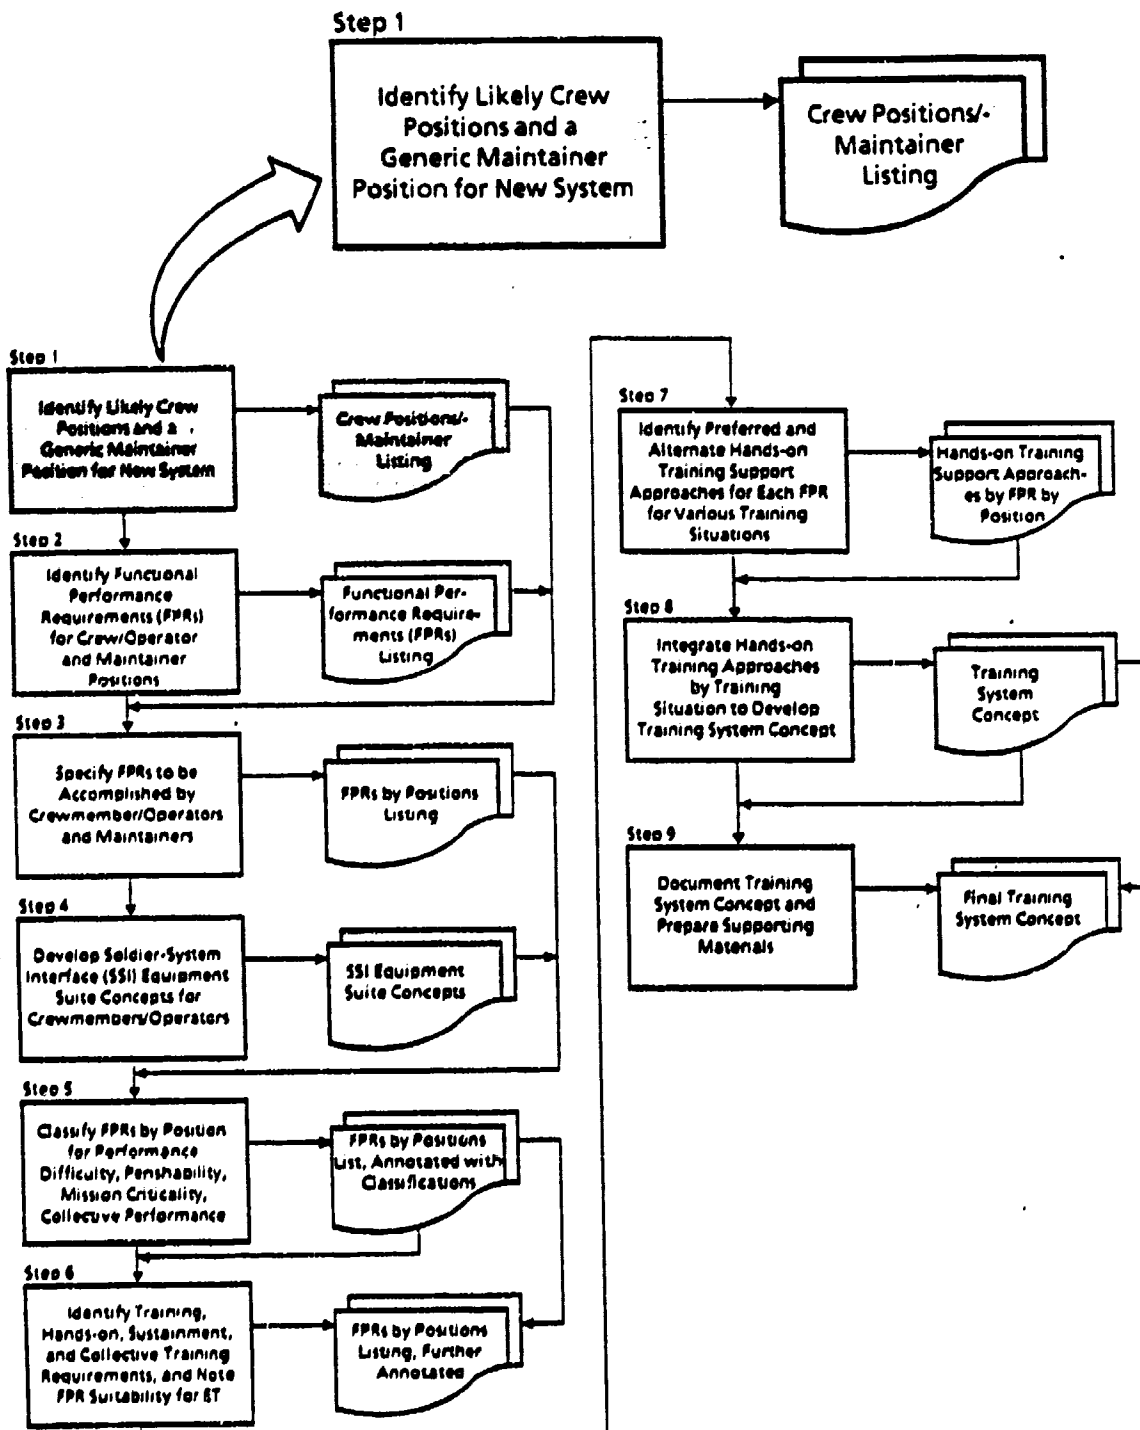 Step 1
Identify Likely Crew
Positions and a
Generic Maintainer
Position for New System
Crew Positions/-
Maintainer
Listing
Step 1
Identify Likely Crew
Positions and a
Generic Maintainer
Position for New System
Crew Positions/-
Maintainer
Listing
Step 2
Identify Functional
Performance
Requirements (FPRs)
for Crew/Operator
and Maintainer
Positions
Functional Per-
formance Require-
ments (FPRs)
Listing
Step 3
Specify FPRs to be
Accomplished by
Crewmember/Operators
and Maintainers
FPRs by Positions
Listing
Step 4
Develop Soldier-System
Interface (SSI) Equipment
Suite Concepts for
Crewmembers/Operators
SSI Equipment
Suite Concepts
Step 5
Classify FPRs by Position
for Performance
Difficulty, Perishability,
Mission Criticality,
Collective Performance
FPRs by Positions
List, Annotated with
Classifications
Step 6
Identify Training,
Hands-on, Sustainment,
and Collective Training
Requirements, and Note
FPR Suitability for ET
FPRs by Positions
Listing, Further
Annotated
Step 7
Identify Preferred and
Alternate Hands-on
Training Support
Approaches for Each FPR
for Various Training
Situations
Hands-on Training
Support Approach-
es by FPR by
Position
Step 8
Integrate Hands-on
Training Approaches
by Training
Situation to Develop
Training System Concept
Training
System
Concept
Step 9
Document Training
System Concept and
Prepare Supporting
Materials
Final Training
System Concept